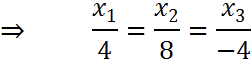 ⇒ x₁/4 = x₂/8 = x₃/−4